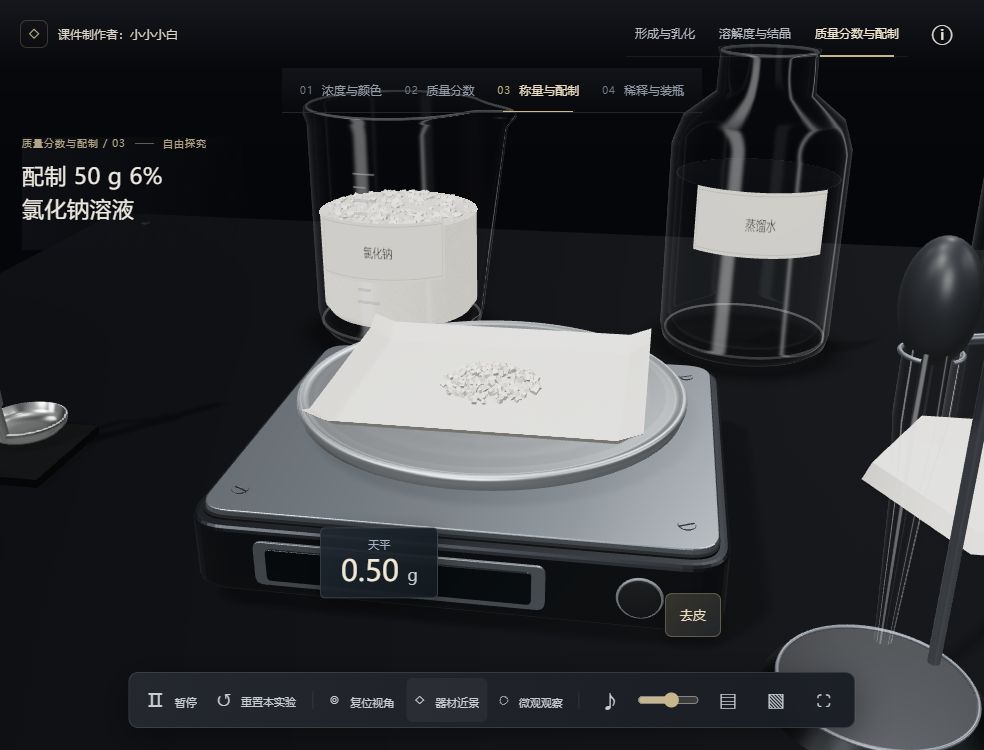 课件制作者：小小小白
形成与乳化 溶解度与结晶 质量分数与配制
01 浓度与颜色 02 质量分数 03 称量与配制 04 稀释与装瓶
质量分数与配制 / 03 —— 自由探究
配制 50 g 6%
氯化钠溶液
氯化钠
蒸馏水
天平
0.50 g
去皮
暂停 重置本实验 复位视角 器材近景 微观观察